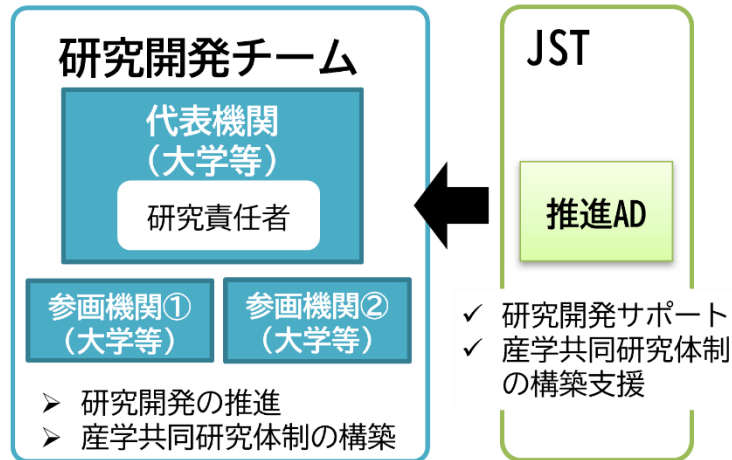 研究開発チーム
代表機関
（大学等）
研究責任者
参画機関①
（大学等）
参画機関②
（大学等）
➢ 研究開発の推進
➢ 産学共同研究体制の構築
JST
推進AD
✓ 研究開発サポート
✓ 産学共同研究体制
の構築支援